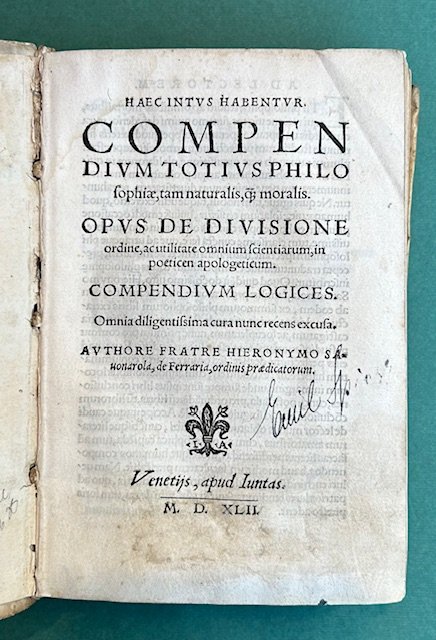 HAEC INTVS HABENTVR.
COMPEN
DIVM TOTIVS PHILO
sophiæ, tam naturalis, q̃ moralis.
OPVS DE DIVISIONE
ordine, ac utilitate omnium scientiarum, in
poeticen apologeticum.
COMPENDIVM LOGICES.
Omnia diligentissima cura nunc recens excusa.
AVTHORE FRATRE HIERONYMO SA-
uonarola, de Ferraria, ordinis prædicatorum.
Emil
.I. .A.
Venetijs, apud Iuntas.
M. D. XLII.